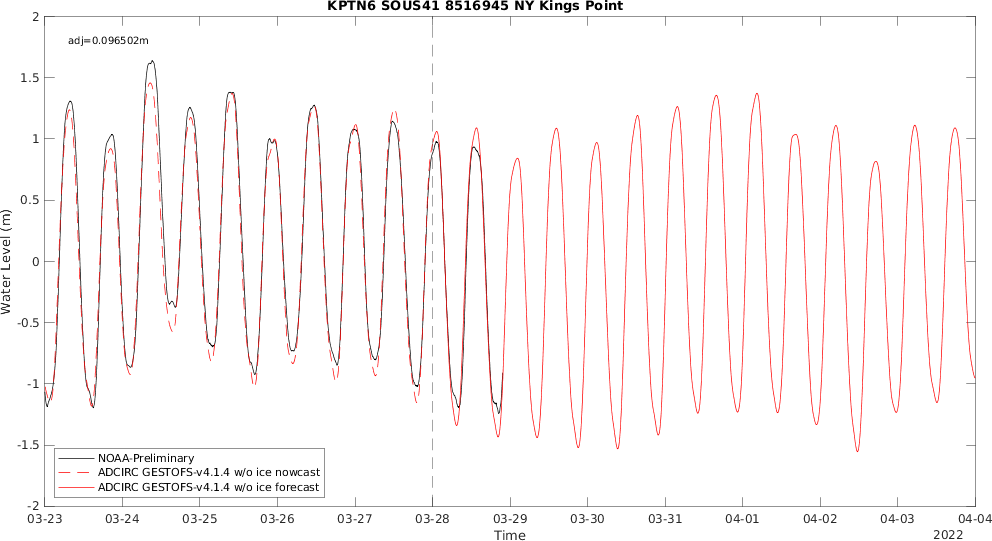 KPTN6 SOUS41 8516945 NY Kings Point
adj=0.096502m
Water Level (m)
2
1.5
1
0.5
0
-0.5
-1
-1.5
-2
NOAA-Preliminary
ADCIRC GESTOFS-v4.1.4 w/o ice nowcast
ADCIRC GESTOFS-v4.1.4 w/o ice forecast
03-23 03-24 03-25 03-26 03-27 03-28 03-29 03-30 03-31 04-01 04-02 04-03 04-04
Time
2022